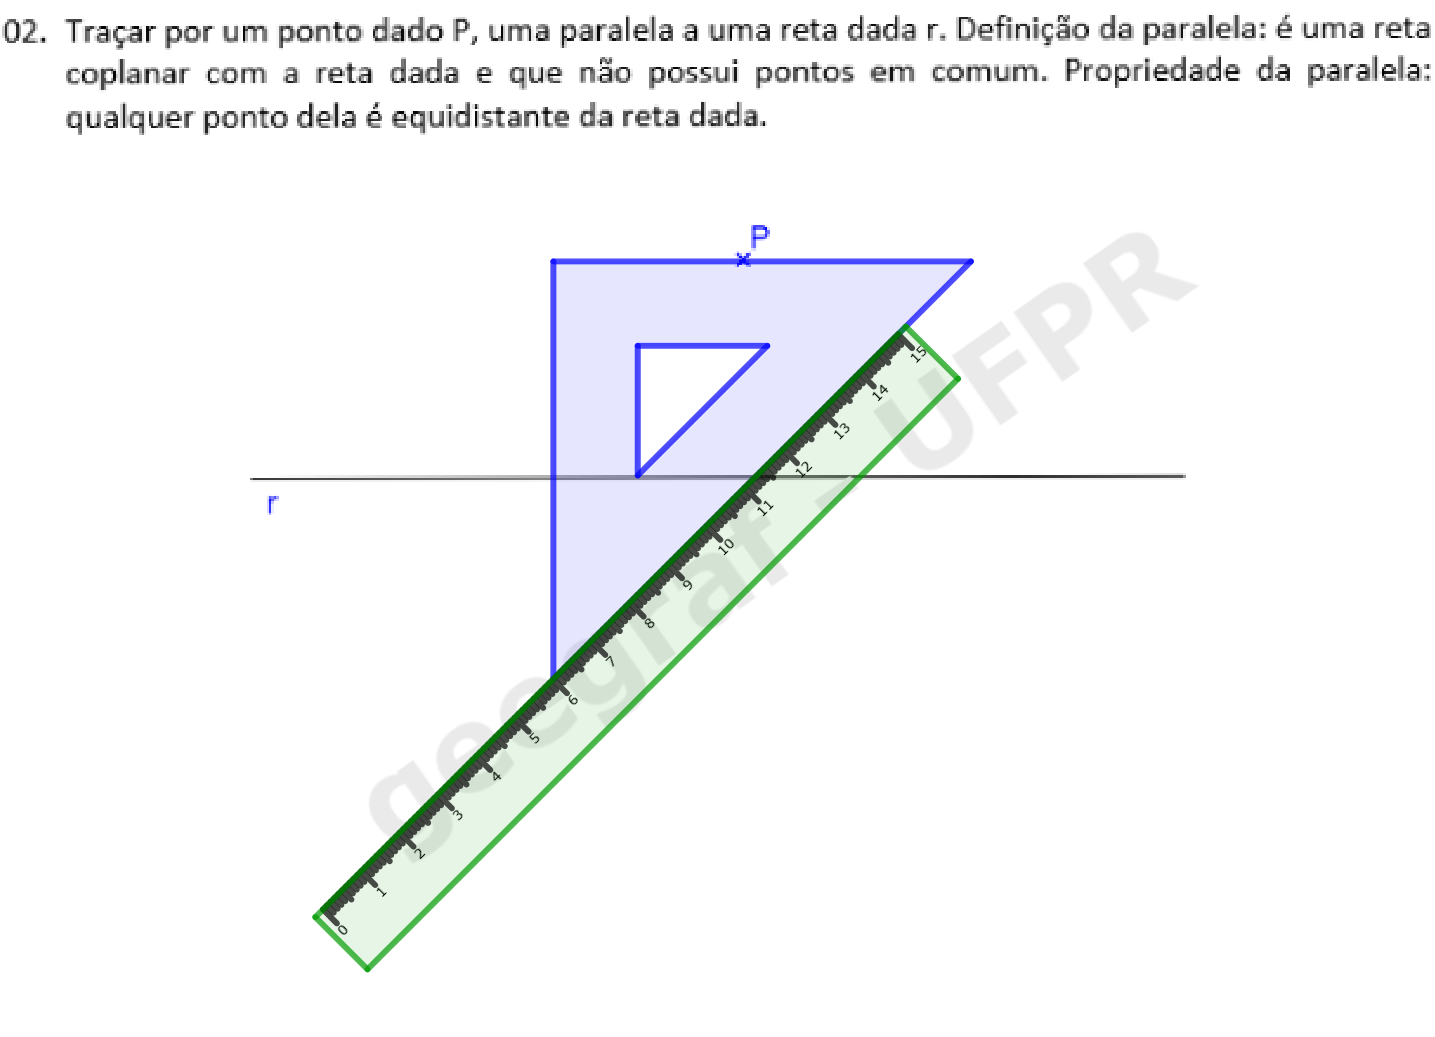 02. Traçar por um ponto dado P, uma paralela a uma reta dada r. Definição da paralela: é uma reta
coplanar com a reta dada e que não possui pontos em comum. Propriedade da paralela:
qualquer ponto dela é equidistante da reta dada.
P
r
15
14
13
12
11
10
9
8
7
6
5
4
3
2
1
0
geegraf_UFPR